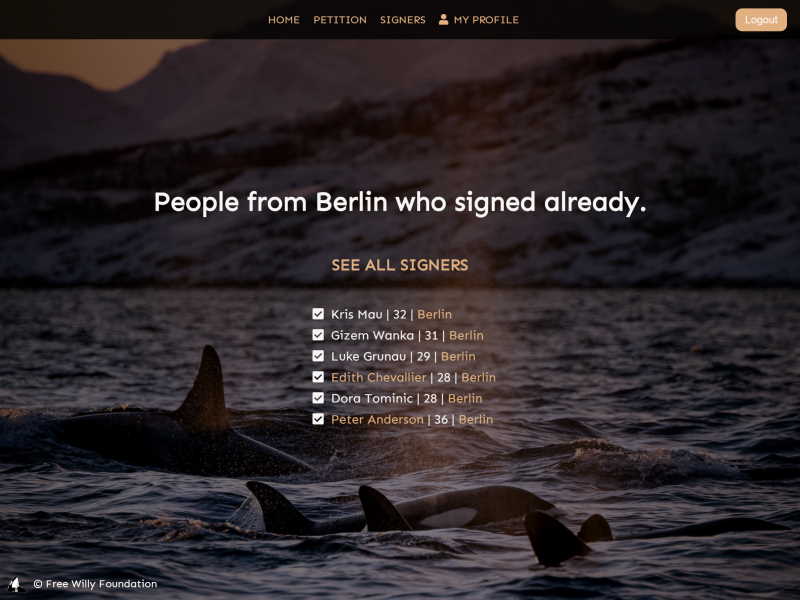 HOME PETITION SIGNERS MY PROFILE Logout
People from Berlin who signed already.
SEE ALL SIGNERS
Kris Mau | 32 | Berlin
Gizem Wanka | 31 | Berlin
Luke Grunau | 29 | Berlin
Edith Chevallier | 28 | Berlin
Dora Tominic | 28 | Berlin
Peter Anderson | 36 | Berlin
© Free Willy Foundation